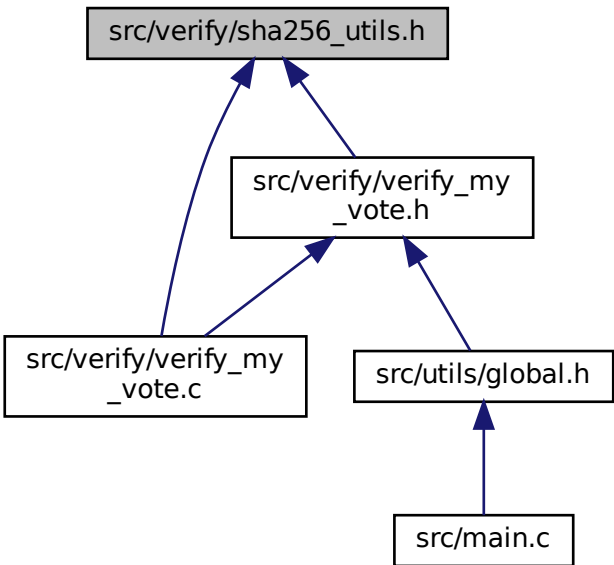 src/verify/sha256_utils.h
src/verify/verify_my
_vote.h
src/verify/verify_my
_vote.c
src/utils/global.h
src/main.c